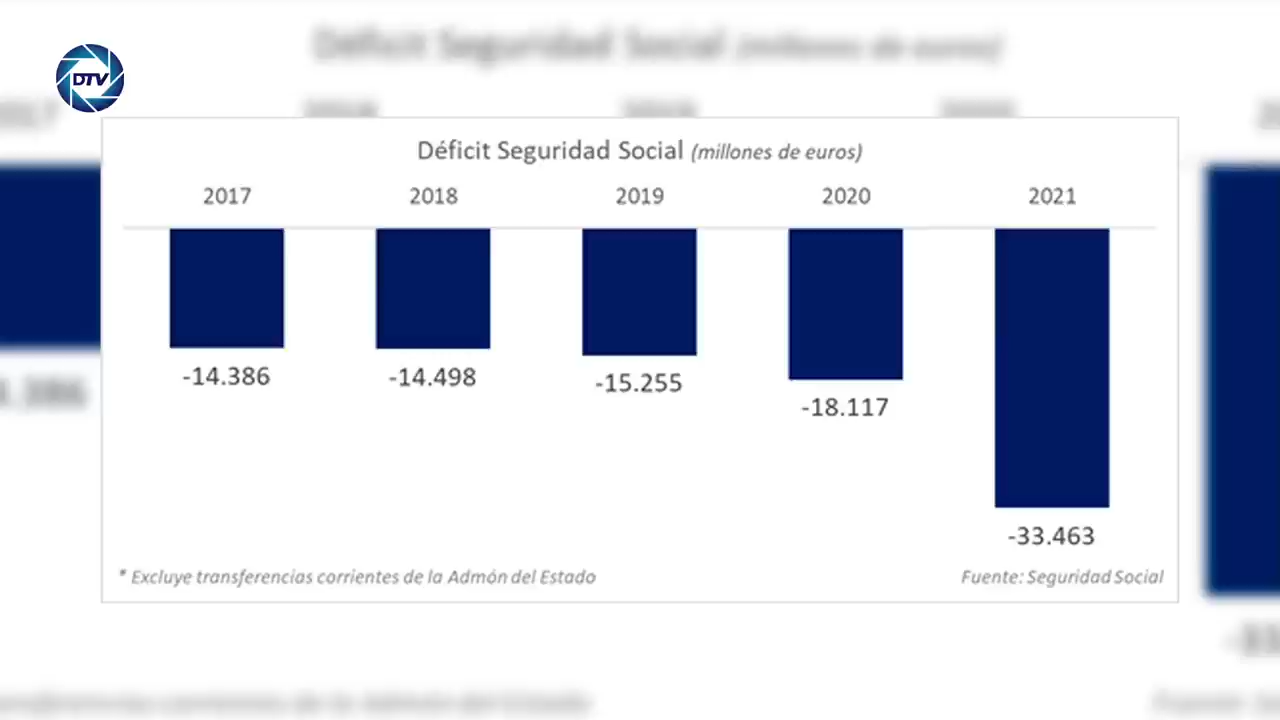 DTV
Déficit Seguridad Social (millones de euros)
2017 2018 2019 2020 2021
-14.386 -14.498 -15.255 -18.117 -33.463
* Excluye transferencias corrientes de la Admón del Estado
Fuente: Seguridad Social